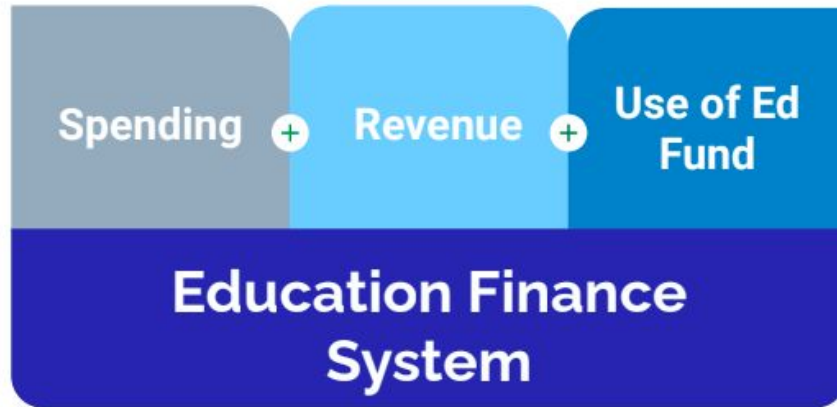 Spending
+
Revenue
+
Use of Ed
Fund
Education Finance
System